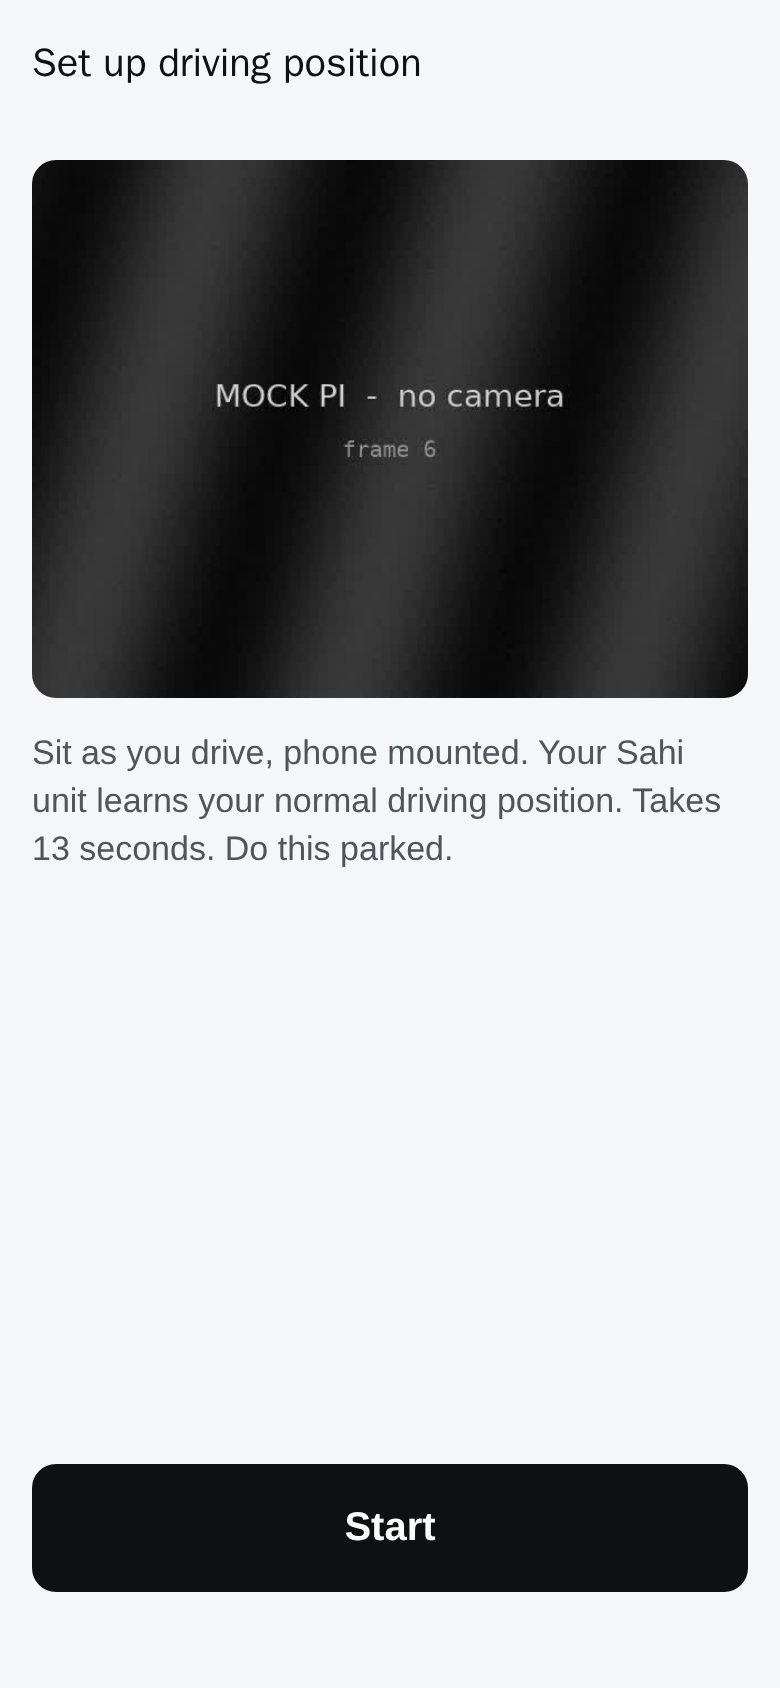 Set up driving position
MOCK PI - no camera
frame 6
Sit as you drive, phone mounted. Your Sahi
unit learns your normal driving position. Takes
13 seconds. Do this parked.
Start